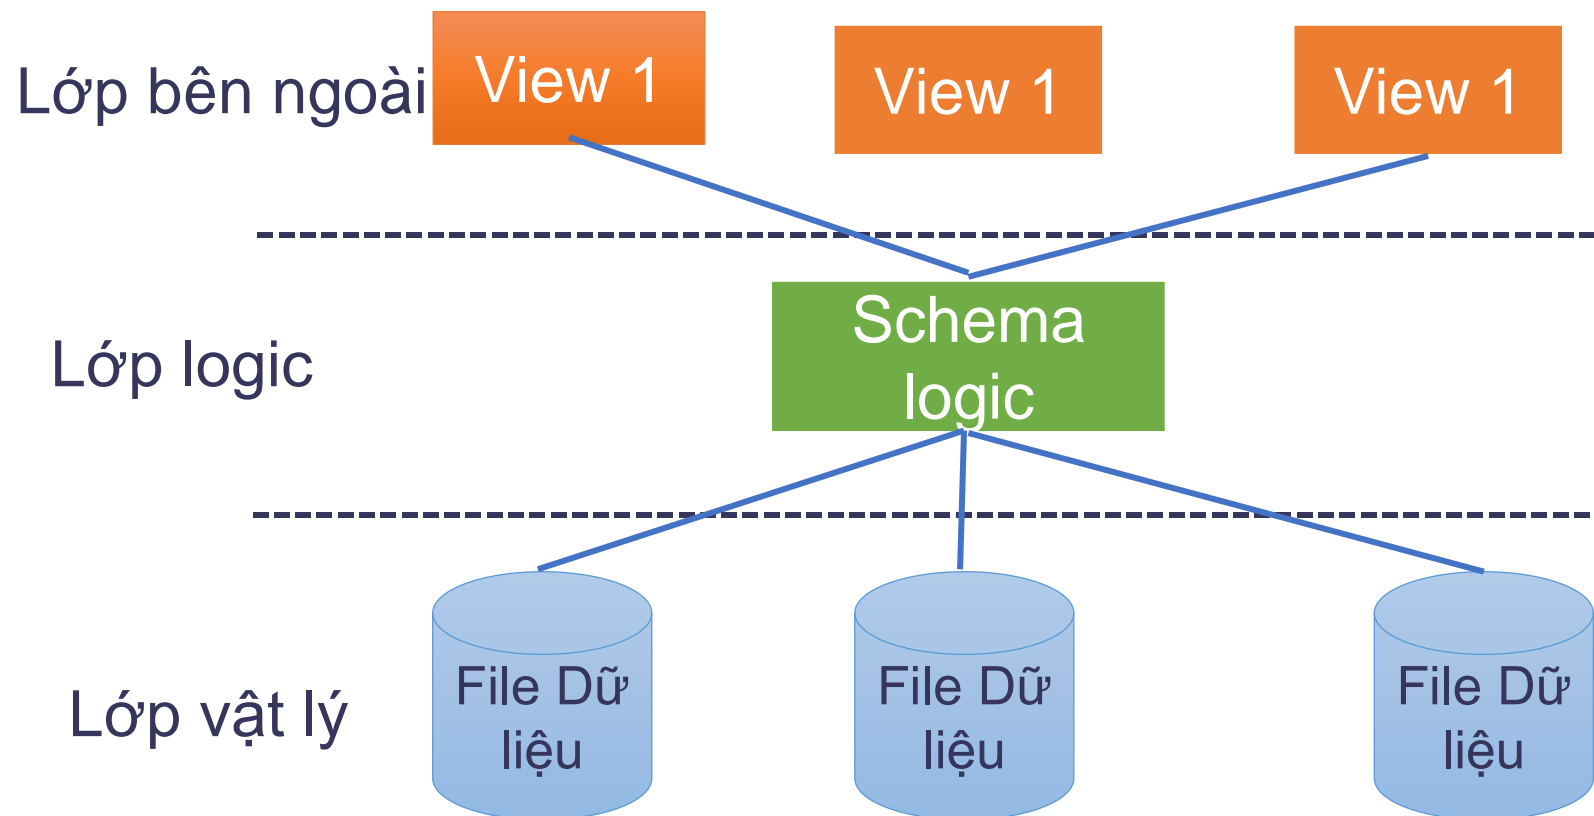 Lớp bên ngoài
View 1
View 1
View 1
Lớp logic
Schema
logic
Lớp vật lý
File Dữ
liệu
File Dữ
liệu
File Dữ
liệu